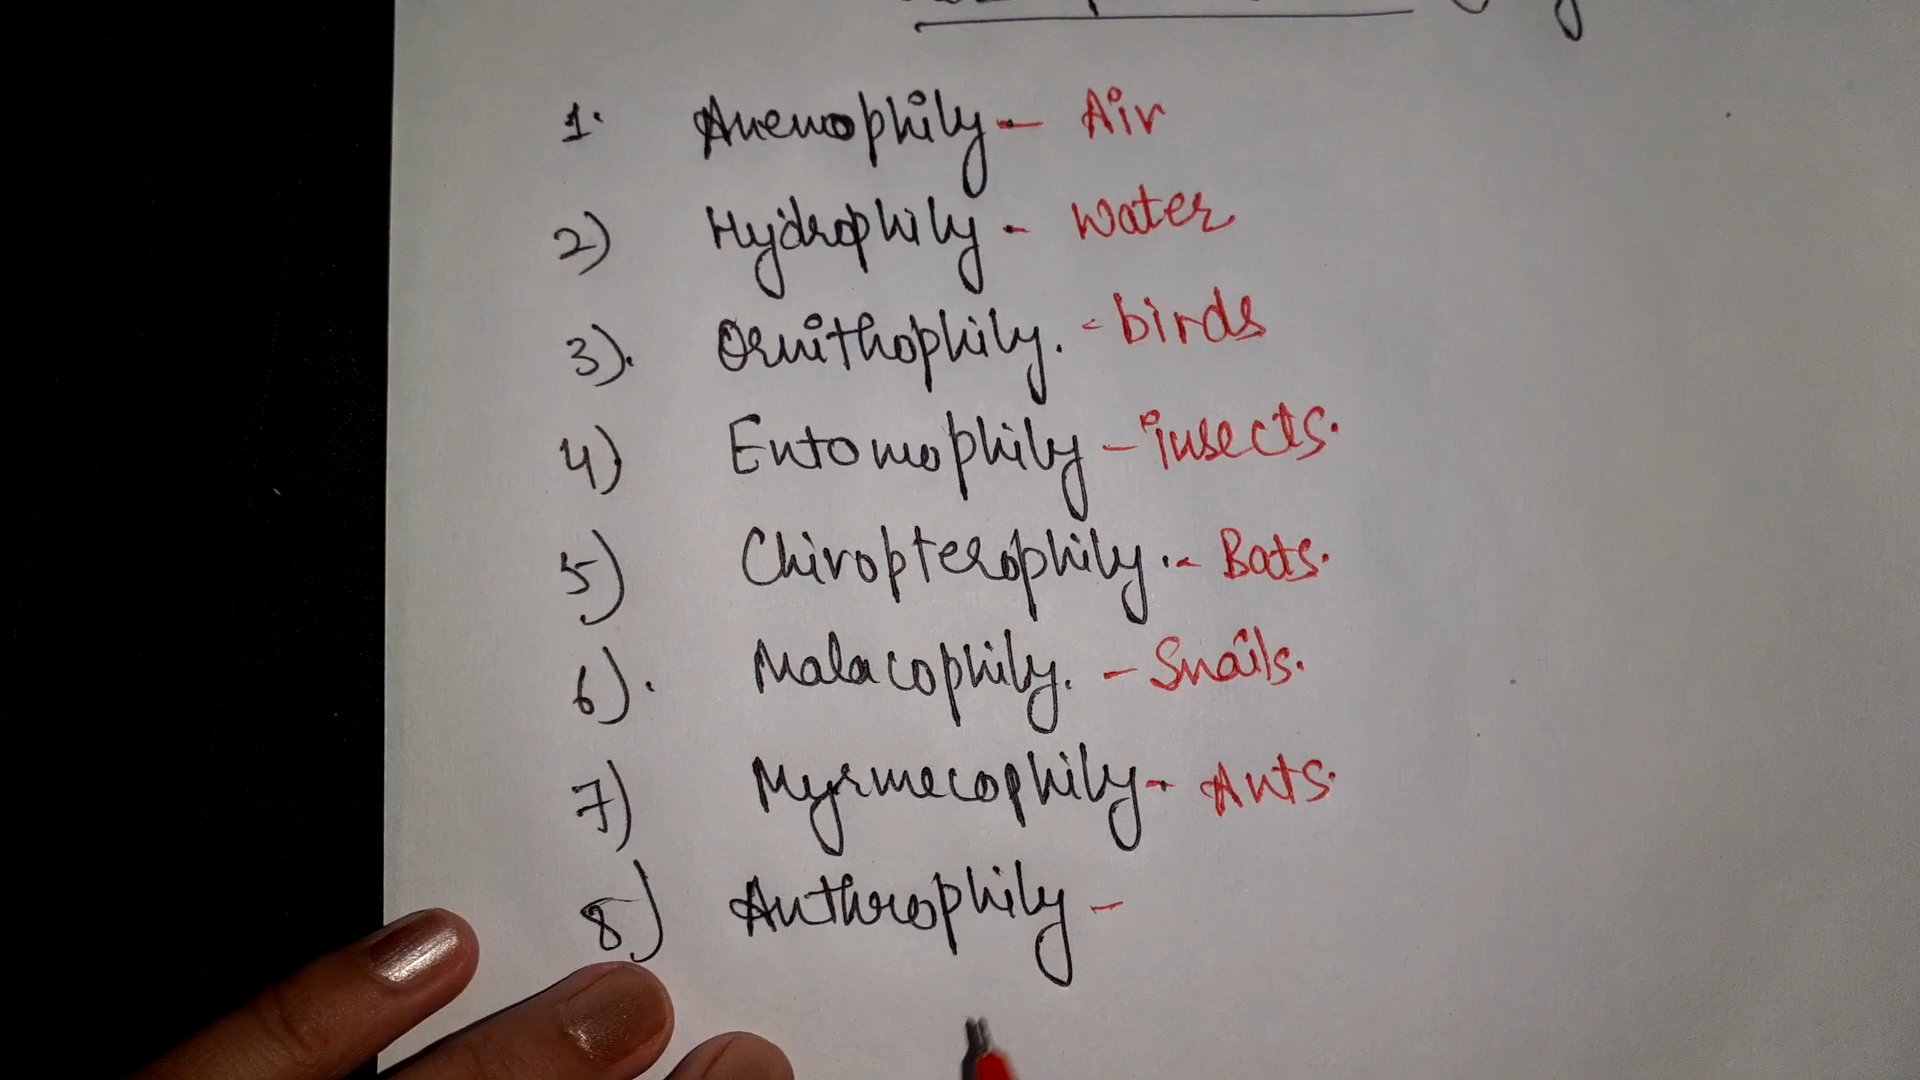 1. Anemophily - Air
2) Hydrophily - Water
3). Ornithophily. - birds
4) Entomophily - insects.
5) Chiropterophily. - Bats.
6). Malacophily. - Snails.
7) Myrmecophily - Ants.
8) Anthrophily -